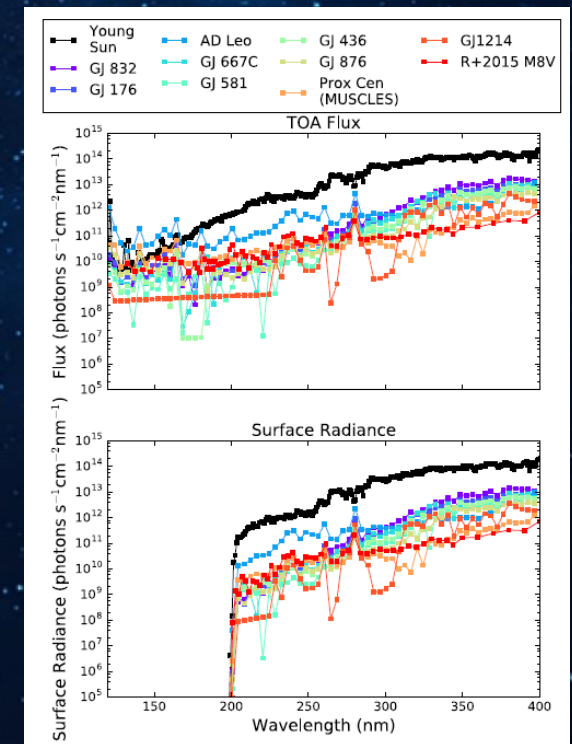 Young Sun
GJ 832
GJ 176
AD Leo
GJ 667C
GJ 581
GJ 436
GJ 876
Prox Cen
(MUSCLES)
GJ1214
R+2015 M8V
TOA Flux
Flux (photons s⁻¹cm⁻²nm⁻¹)
10¹⁵
10¹⁴
10¹³
10¹²
10¹¹
10¹⁰
10⁹
10⁸
10⁷
10⁶
10⁵
Surface Radiance
Surface Radiance (photons s⁻¹cm⁻²nm⁻¹)
10¹⁵
10¹⁴
10¹³
10¹²
10¹¹
10¹⁰
10⁹
10⁸
10⁷
10⁶
10⁵
150 200 250 300 350 400
Wavelength (nm)